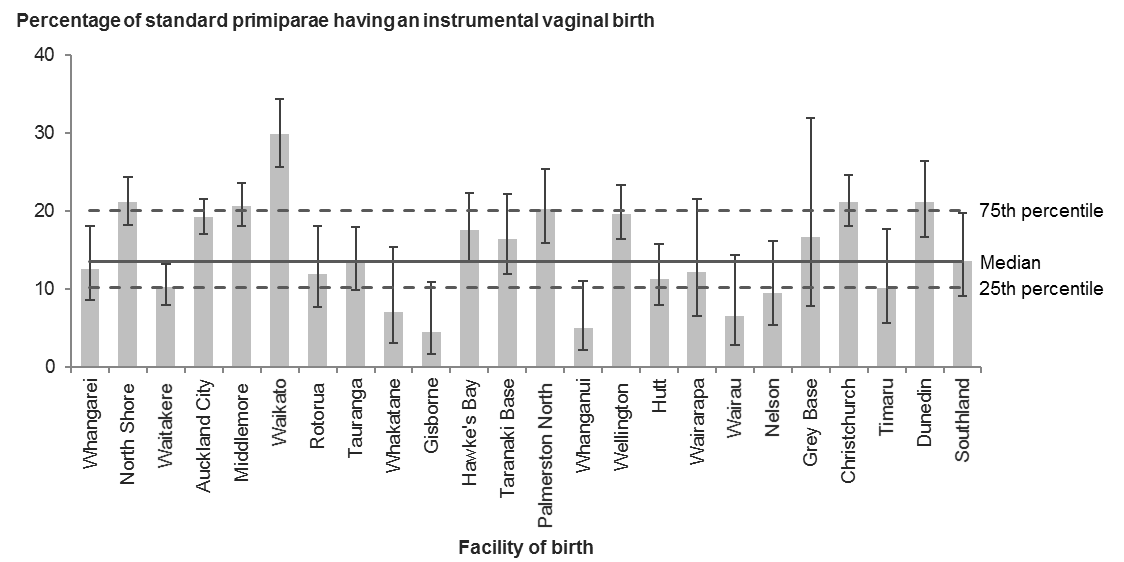 Percentage of standard primiparae having an instrumental vaginal birth
40
30
20
10
0
75th percentile
Median
25th percentile
Whangarei
North Shore
Waitakere
Auckland City
Middlemore
Waikato
Rotorua
Tauranga
Whakatane
Gisborne
Hawke's Bay
Taranaki Base
Palmerston North
Whanganui
Wellington
Hutt
Wairarapa
Wairau
Nelson
Grey Base
Christchurch
Timaru
Dunedin
Southland
Facility of birth